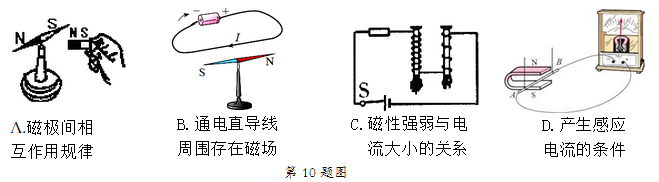 N S N S
− +
I
S N
S
N
A B
S
A.磁极间相
互作用规律
B. 通电直导线
周围存在磁场
C. 磁性强弱与电
流大小的关系
D. 产生感应
电流的条件
第10题图